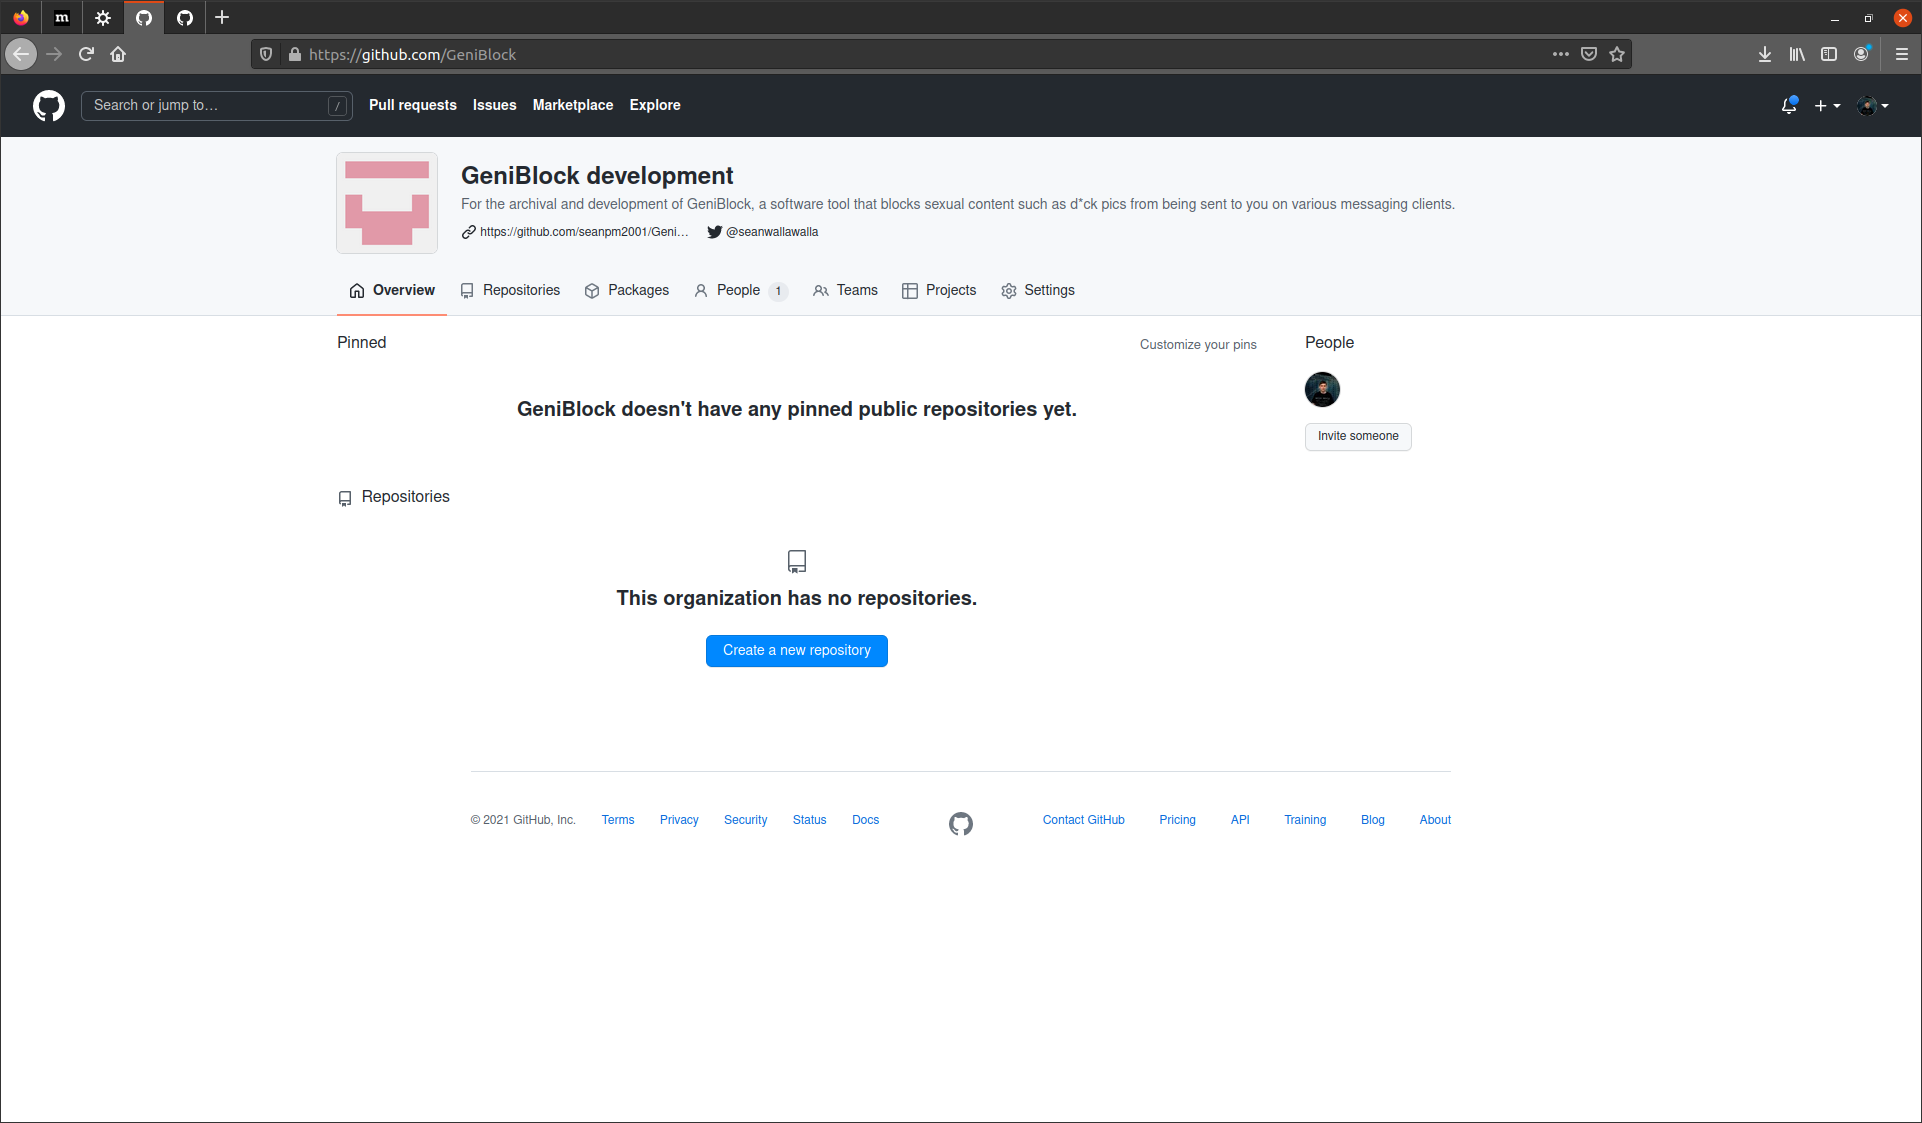 m
https://github.com/GeniBlock
Search or jump to… /
Pull requests Issues Marketplace Explore
GeniBlock development
For the archival and development of GeniBlock, a software tool that blocks sexual content such as d*ck pics from being sent to you on various messaging clients.
https://github.com/seanpm2001/Geni… @seanwallawalla
Overview Repositories Packages People 1 Teams Projects Settings
Pinned Customize your pins People
GeniBlock doesn't have any pinned public repositories yet.
Invite someone
Repositories
This organization has no repositories.
Create a new repository
© 2021 GitHub, Inc. Terms Privacy Security Status Docs Contact GitHub Pricing API Training Blog About